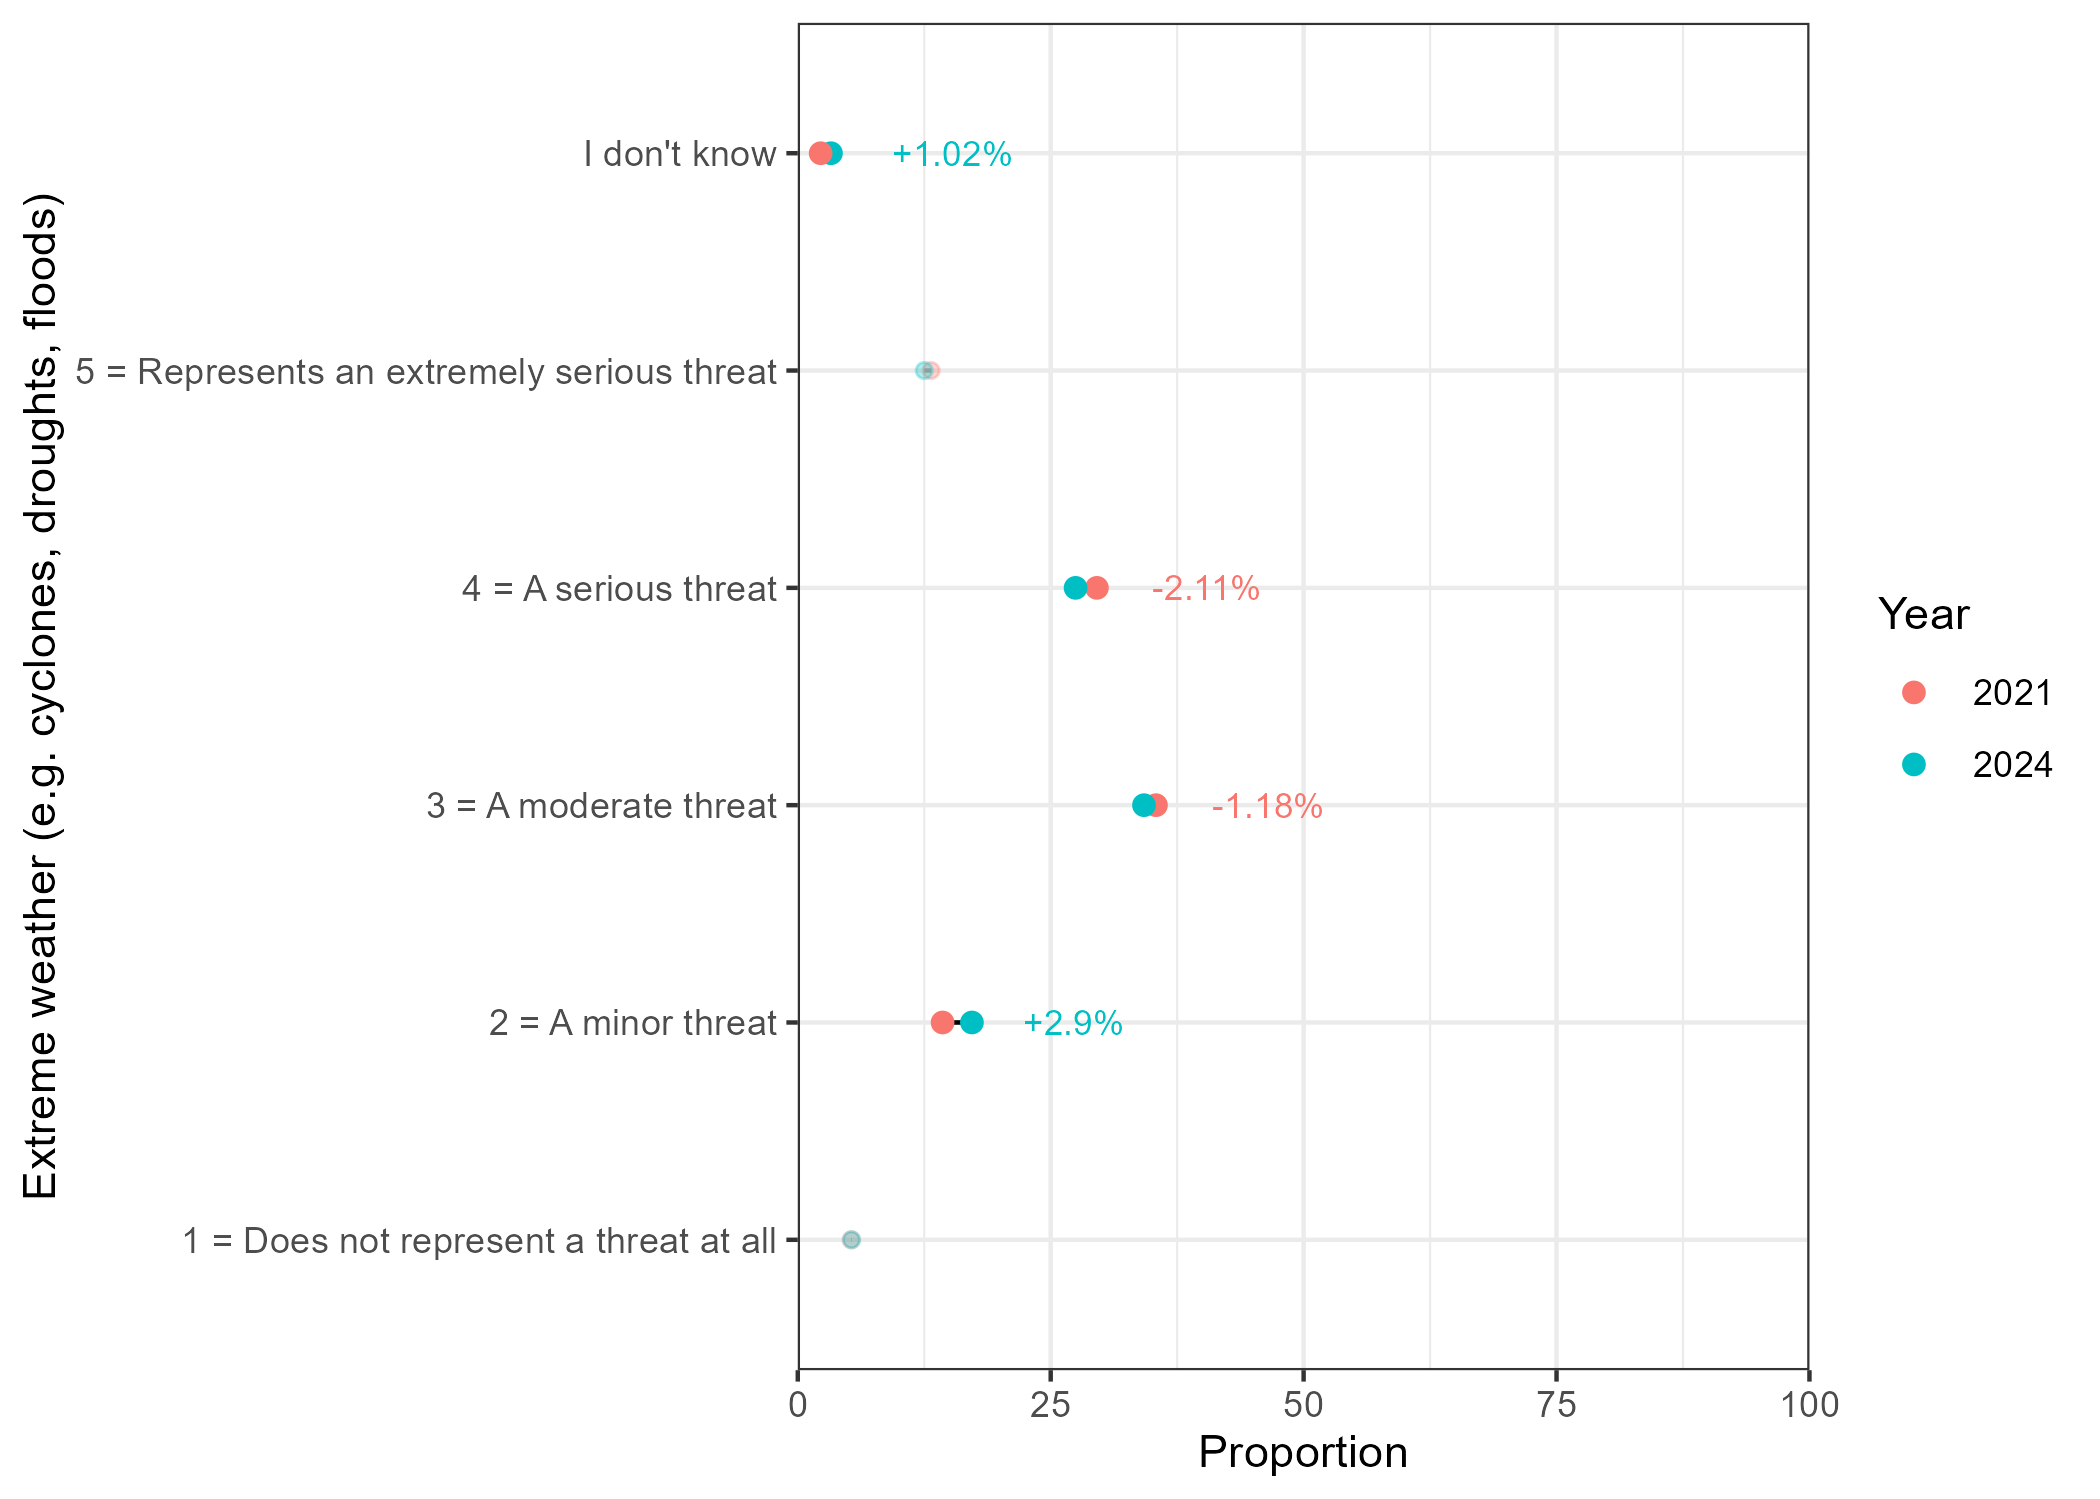 Extreme weather (e.g. cyclones, droughts, floods)
I don't know
+1.02%
5 = Represents an extremely serious threat
4 = A serious threat
-2.11%
3 = A moderate threat
-1.18%
2 = A minor threat
+2.9%
1 = Does not represent a threat at all
0 25 50 75 100
Proportion
Year
2021
2024